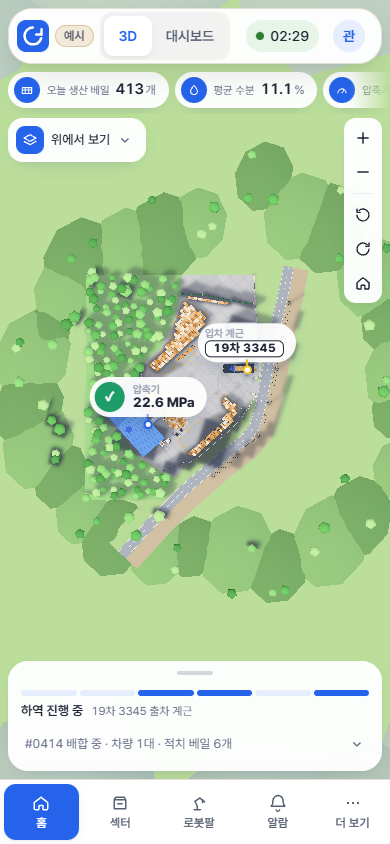 예시
3D
대시보드
02:29
관
오늘 생산 베일 413개
평균 수분 11.1%
위에서 보기
입차 계근
19차 3345
압축기
22.6 MPa
하역 진행 중 19차 3345 출차 계근
#0414 배합 중 · 차량 1대 · 적치 베일 6개
홈
섹터
로봇팔
알람
더 보기